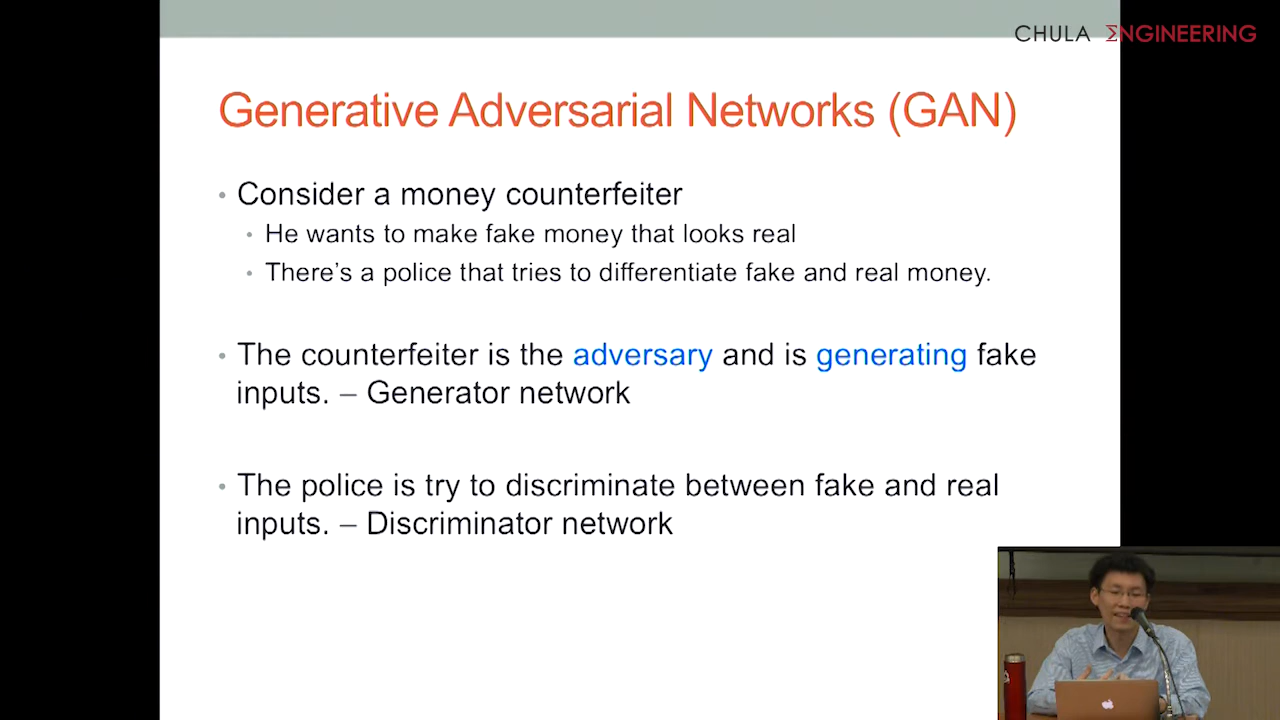 CHULA ΣNGINEERING
Generative Adversarial Networks (GAN)
• Consider a money counterfeiter
• He wants to make fake money that looks real
• There’s a police that tries to differentiate fake and real money.
• The counterfeiter is the adversary and is generating fake
inputs. – Generator network
• The police is try to discriminate between fake and real
inputs. – Discriminator network